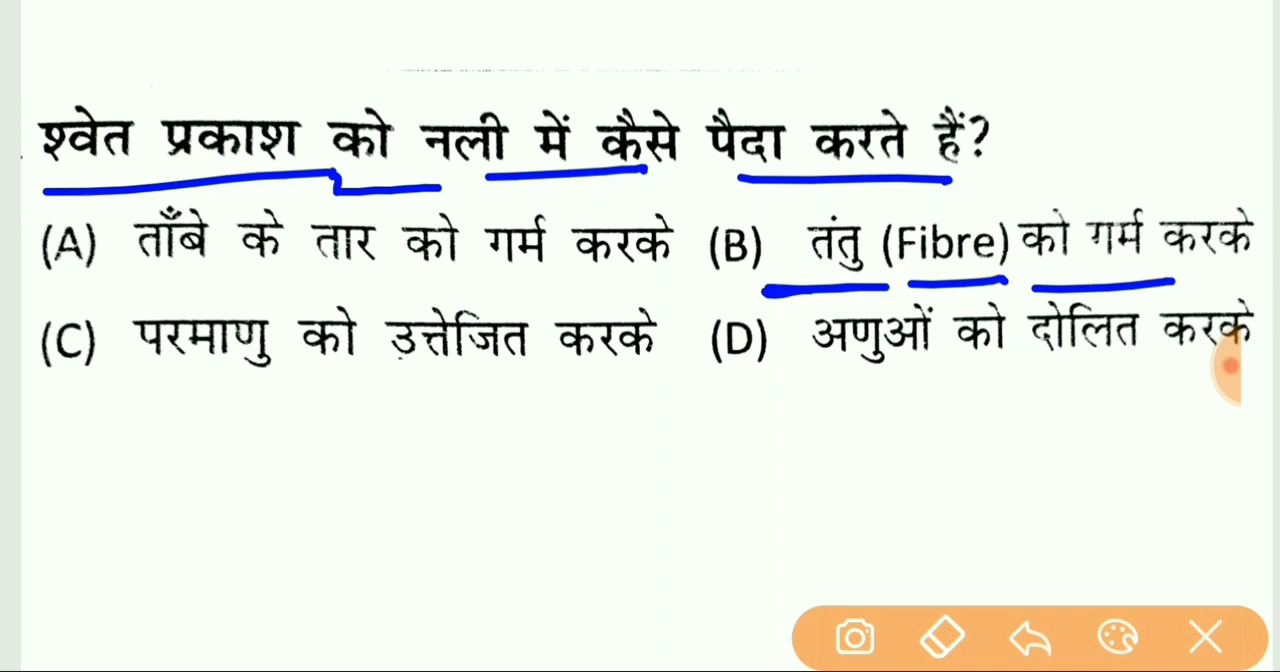 श्वेत प्रकाश को नली में कैसे पैदा करते हैं?
(A) ताँबे के तार को गर्म करके (B) तंतु (Fibre) को गर्म करके
(C) परमाणु को उत्तेजित करके (D) अणुओं को दोलित करके